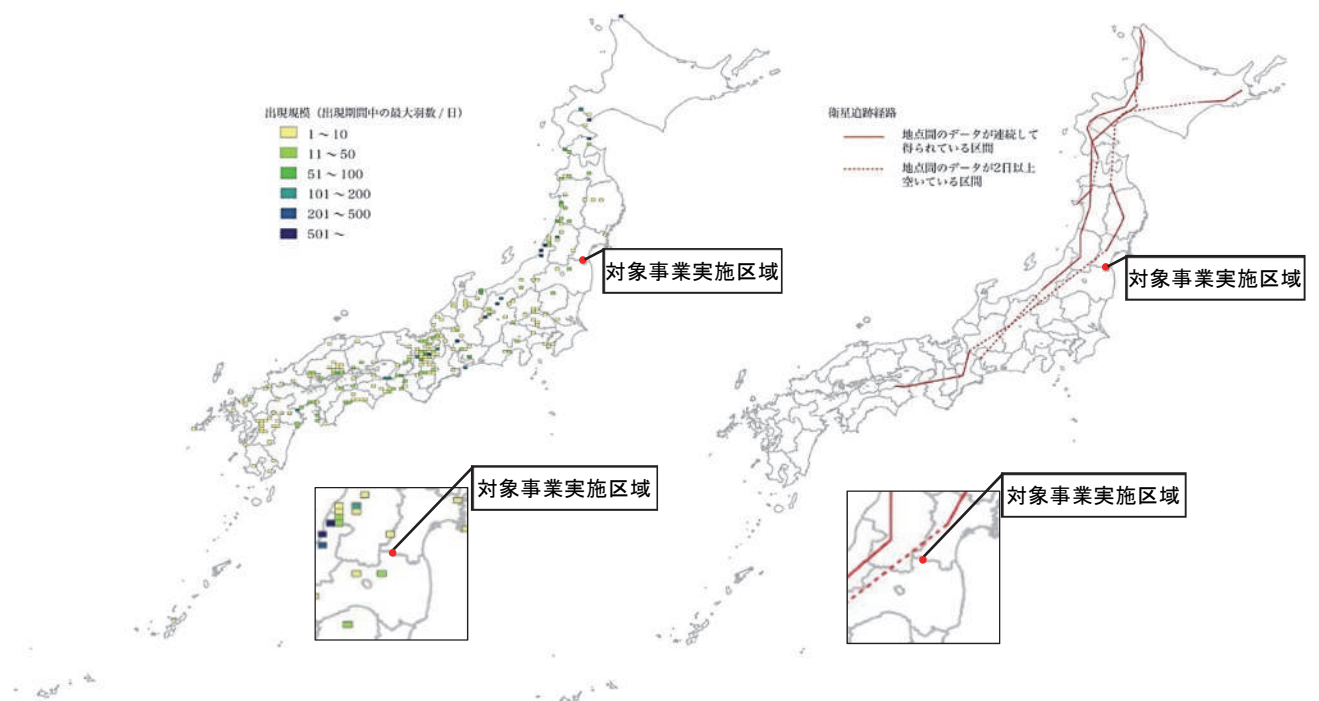 出現規模（出現期間中の最大羽数/日）
1～10
11～50
51～100
101～200
201～500
501～
対象事業実施区域
対象事業実施区域
衛星追跡経路
地点間のデータが連続して
得られている区間
地点間のデータが2日以上
空いている区間
対象事業実施区域
対象事業実施区域